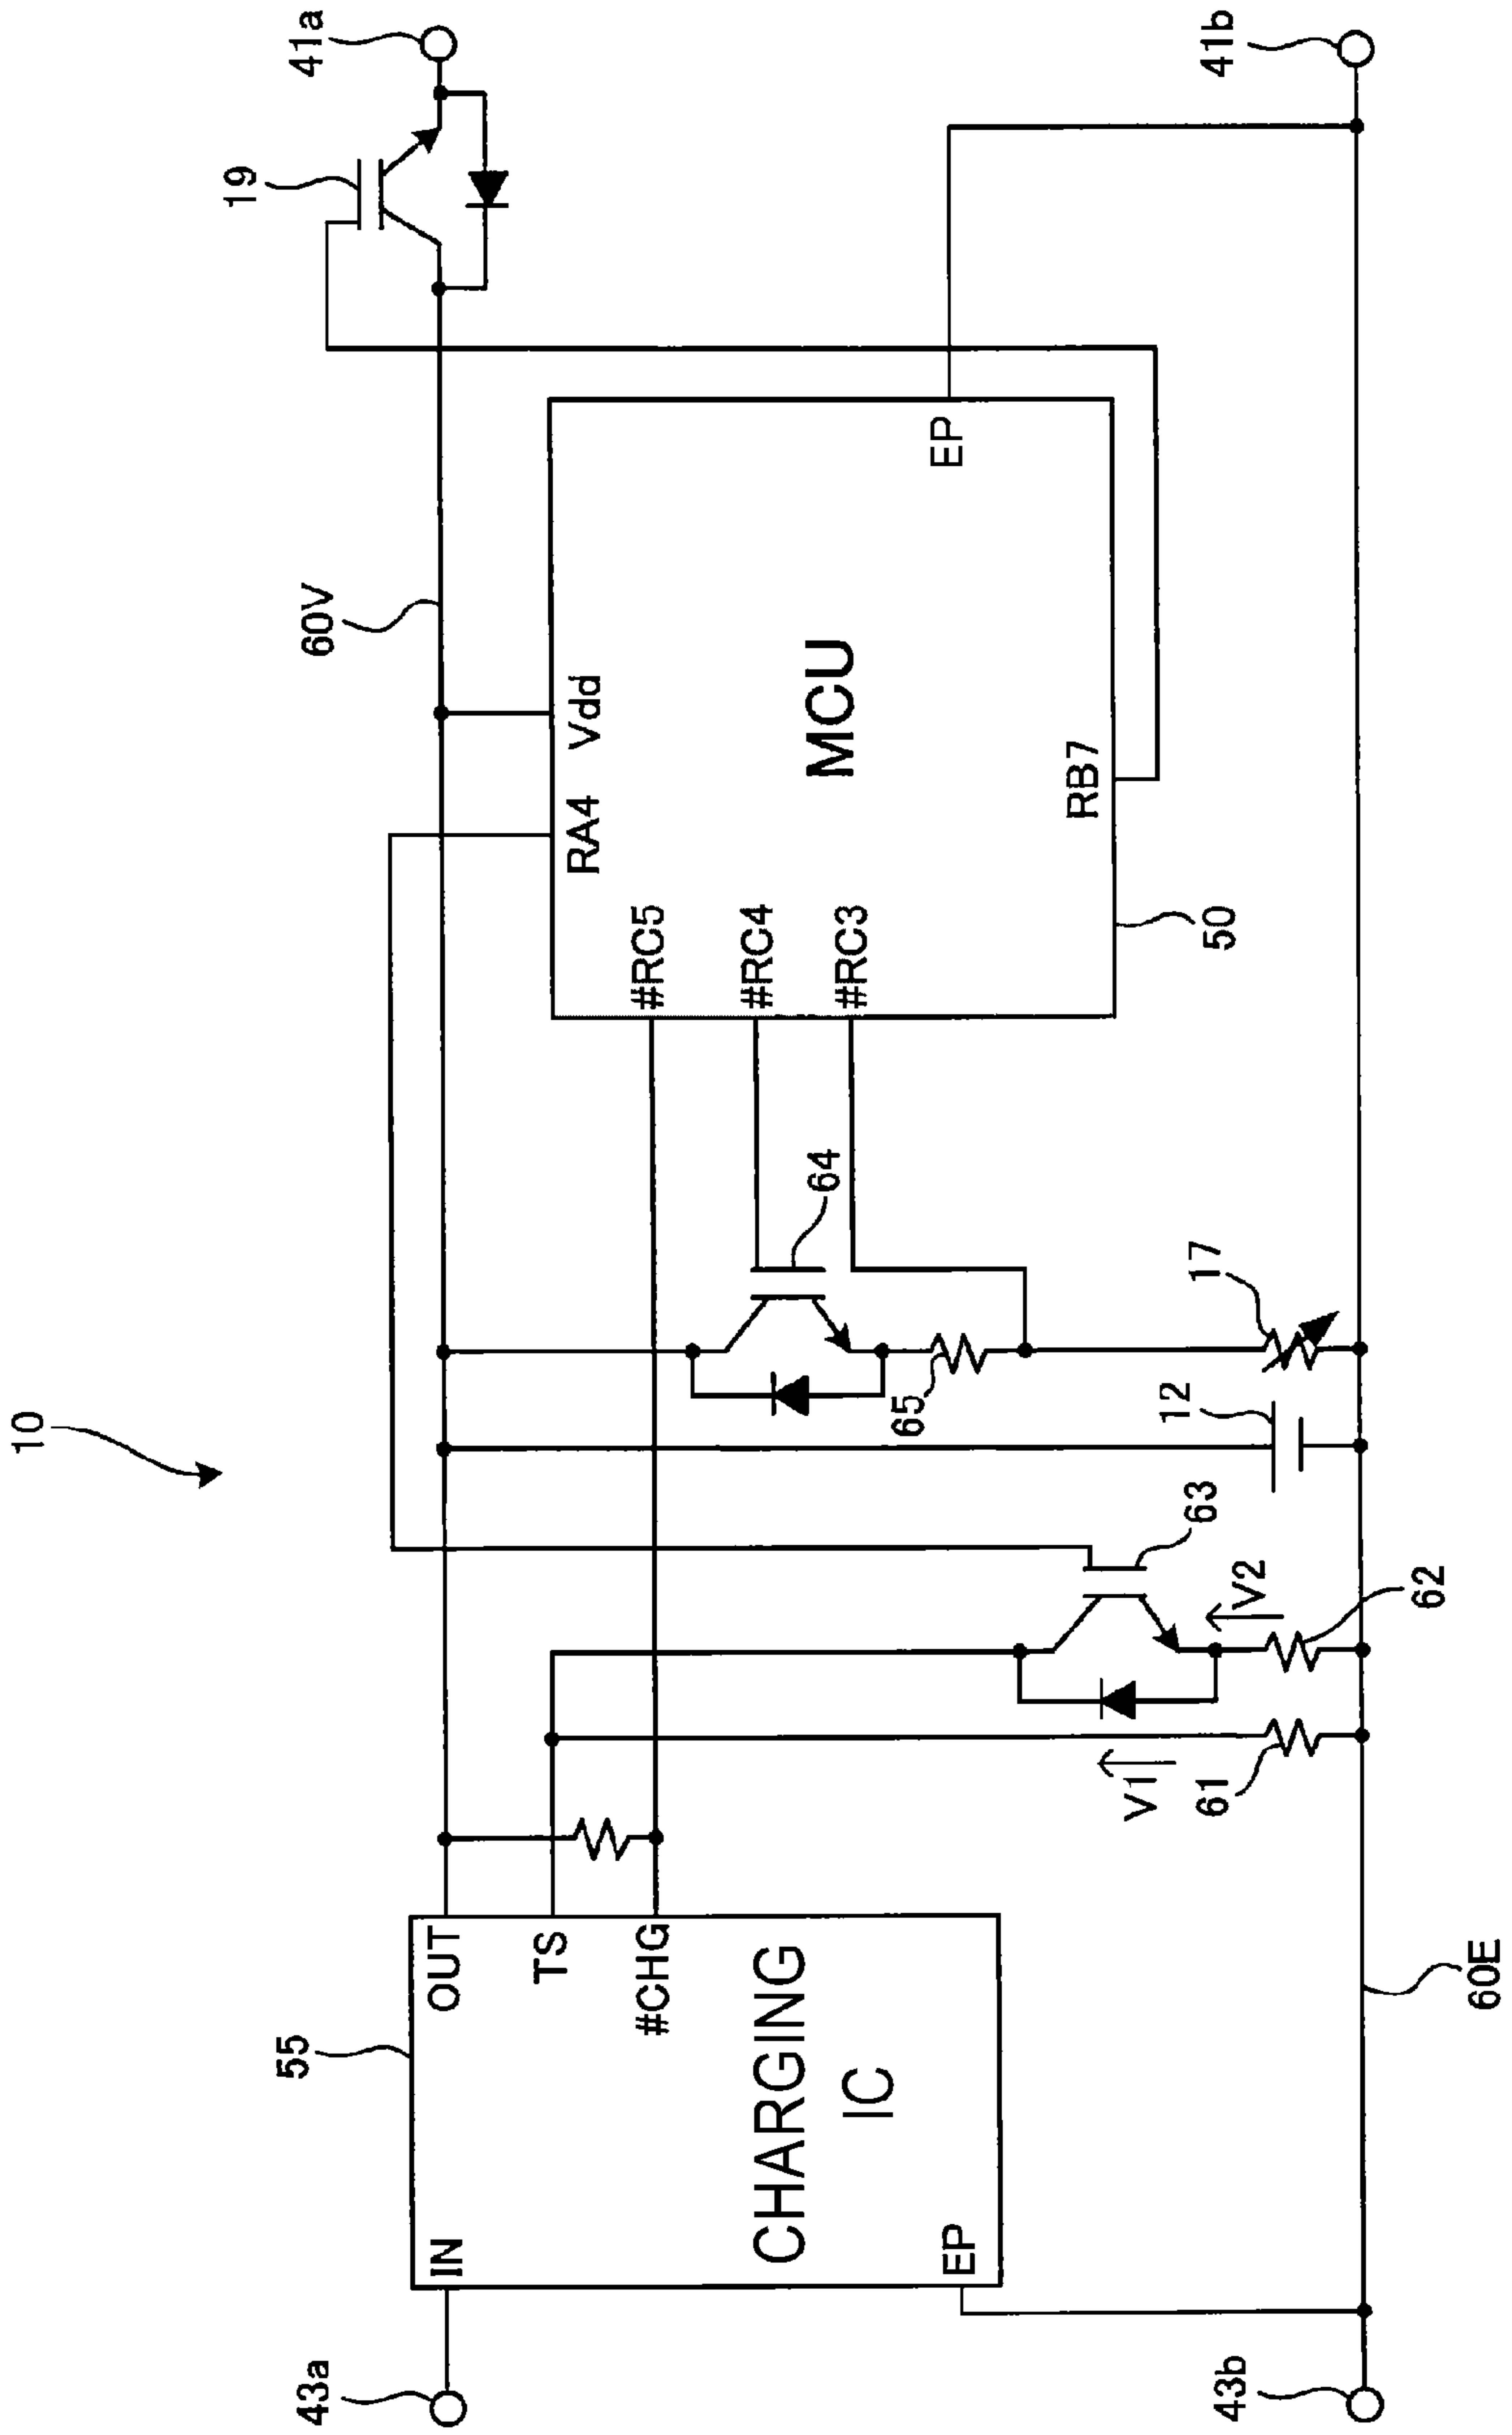 10
60V
19
41a
43a
55
IN
OUT
TS
#CHG
CHARGING
IC
EP
RA4
Vdd
#RC5
#RC4
#RC3
MCU
EP
RB7
50
64
65
63
V1
V2
61
62
12
17
41b
43b
60E